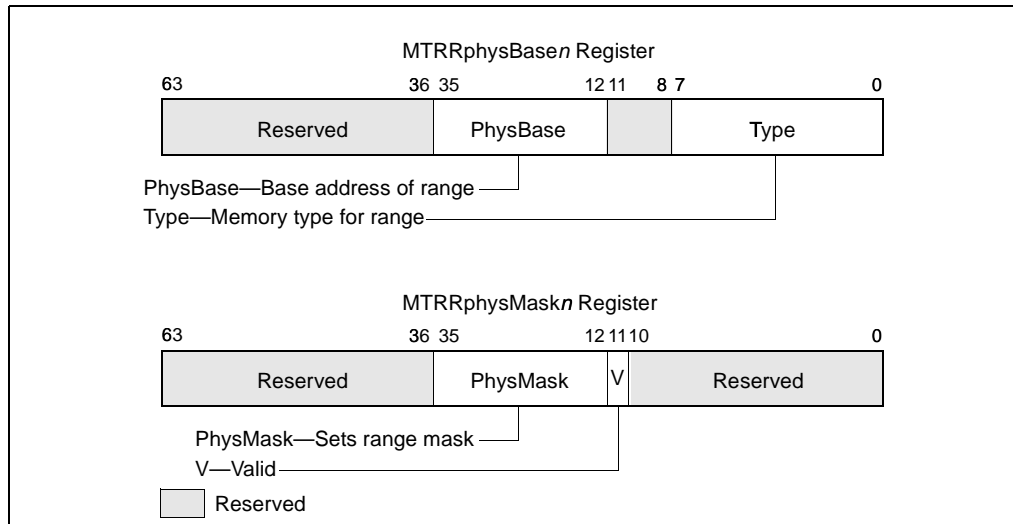 MTRRphysBasen Register
63 36 35 12 11 8 7 0
Reserved PhysBase Type
PhysBase—Base address of range
Type—Memory type for range
MTRRphysMaskn Register
63 36 35 12 11 10 0
Reserved PhysMask V Reserved
PhysMask—Sets range mask
V—Valid
Reserved